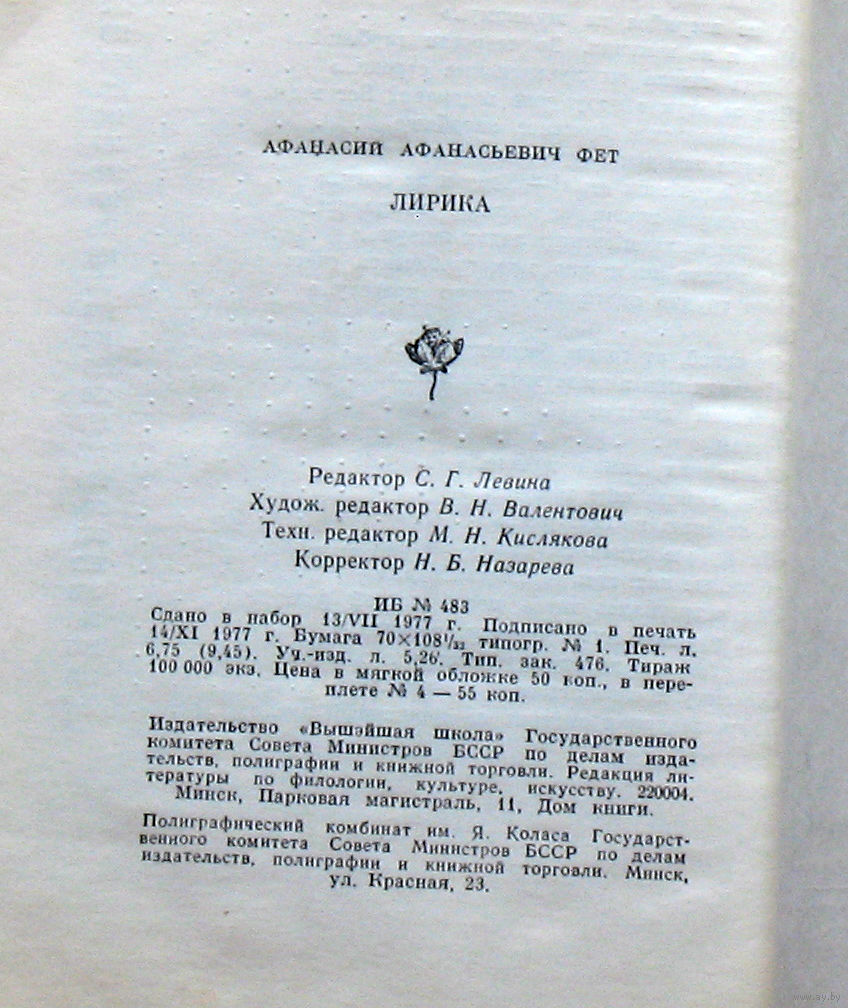 АФАНАСИЙ АФАНАСЬЕВИЧ ФЕТ
ЛИРИКА
Редактор С. Г. Левина
Худож. редактор В. Н. Валентович
Техн. редактор М. Н. Кислякова
Корректор Н. Б. Назарева
ИБ № 483
Сдано в набор 13/VII 1977 г. Подписано в печать
14/XI 1977 г. Бумага 70×108¹/₃₂ типогр. № 1. Печ. л.
6,75 (9,45). Уч.-изд. л. 5,26. Тип. зак. 476. Тираж
100 000 экз. Цена в мягкой обложке 50 коп., в пере-
плете № 4 — 55 коп.
Издательство «Вышэйшая школа» Государственного
комитета Совета Министров БССР по делам изда-
тельств, полиграфии и книжной торговли. Редакция ли-
тературы по филологии, культуре, искусству. 220004.
Минск, Парковая магистраль, 11, Дом книги.
Полиграфический комбинат им. Я. Коласа Государст-
венного комитета Совета Министров БССР по делам
издательств, полиграфии и книжной торговли. Минск,
ул. Красная, 23.
www.ay.by